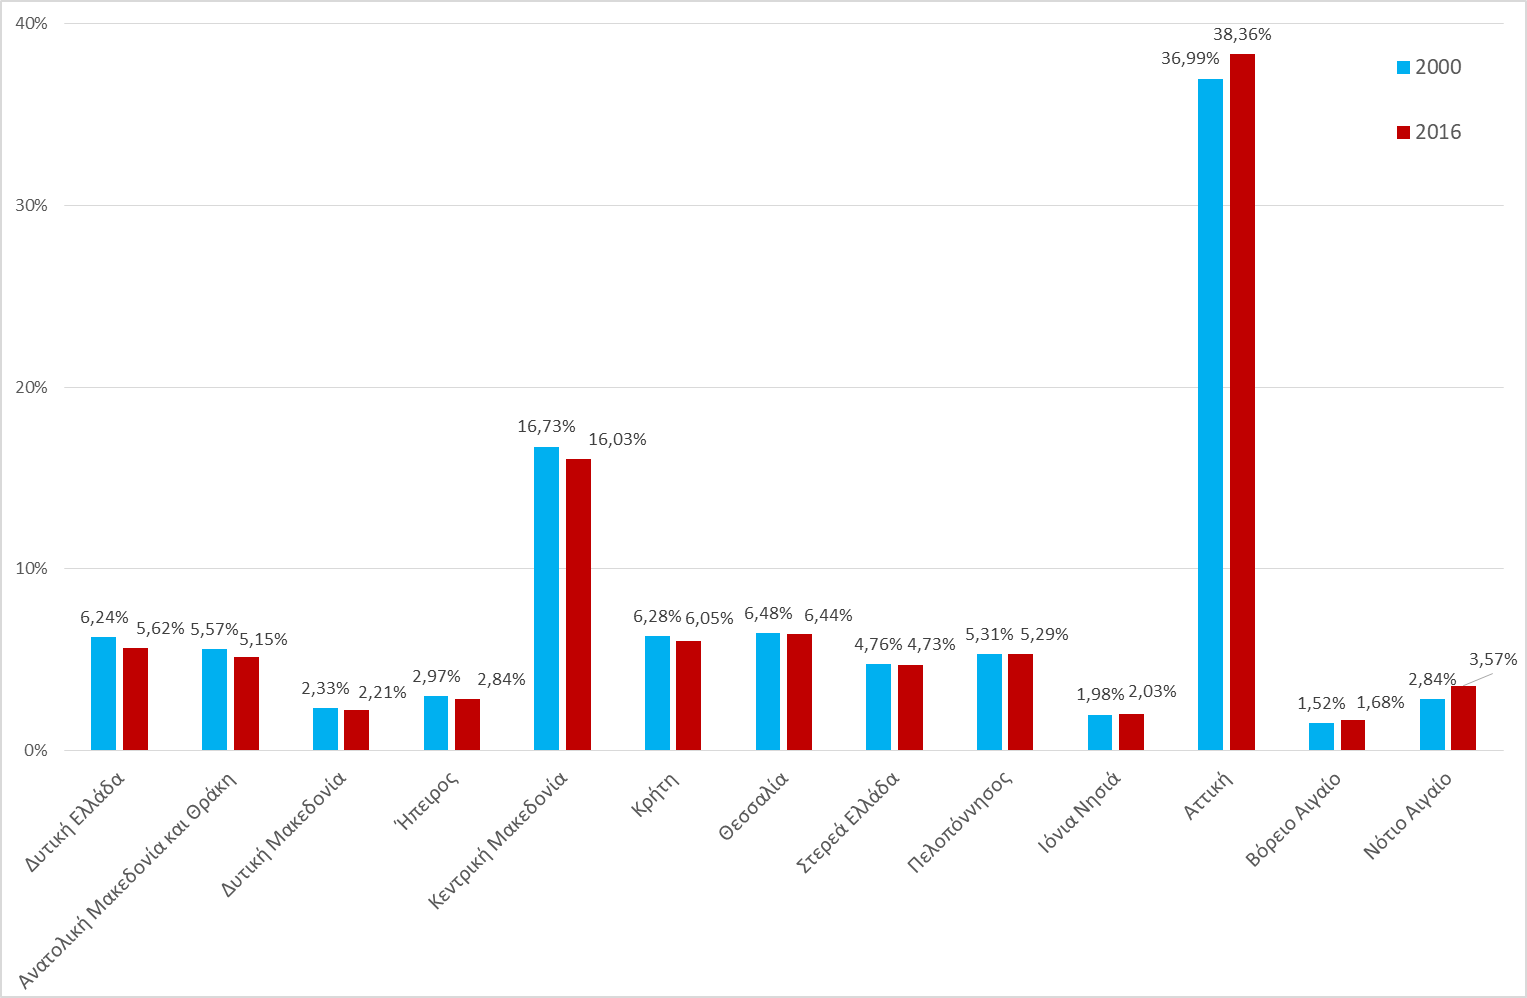 40%
30%
20%
10%
0%
2000
2016
6,24%
5,62%
5,57%
5,15%
2,33%
2,21%
2,97%
2,84%
16,73%
16,03%
6,28%
6,05%
6,48%
6,44%
4,76%
4,73%
5,31%
5,29%
1,98%
2,03%
36,99%
38,36%
1,52%
1,68%
2,84%
3,57%
Δυτική Ελλάδα
Ανατολική Μακεδονία και Θράκη
Δυτική Μακεδονία
Ήπειρος
Κεντρική Μακεδονία
Κρήτη
Θεσσαλία
Στερεά Ελλάδα
Πελοπόννησος
Ιόνια Νησιά
Αττική
Βόρειο Αιγαίο
Νότιο Αιγαίο